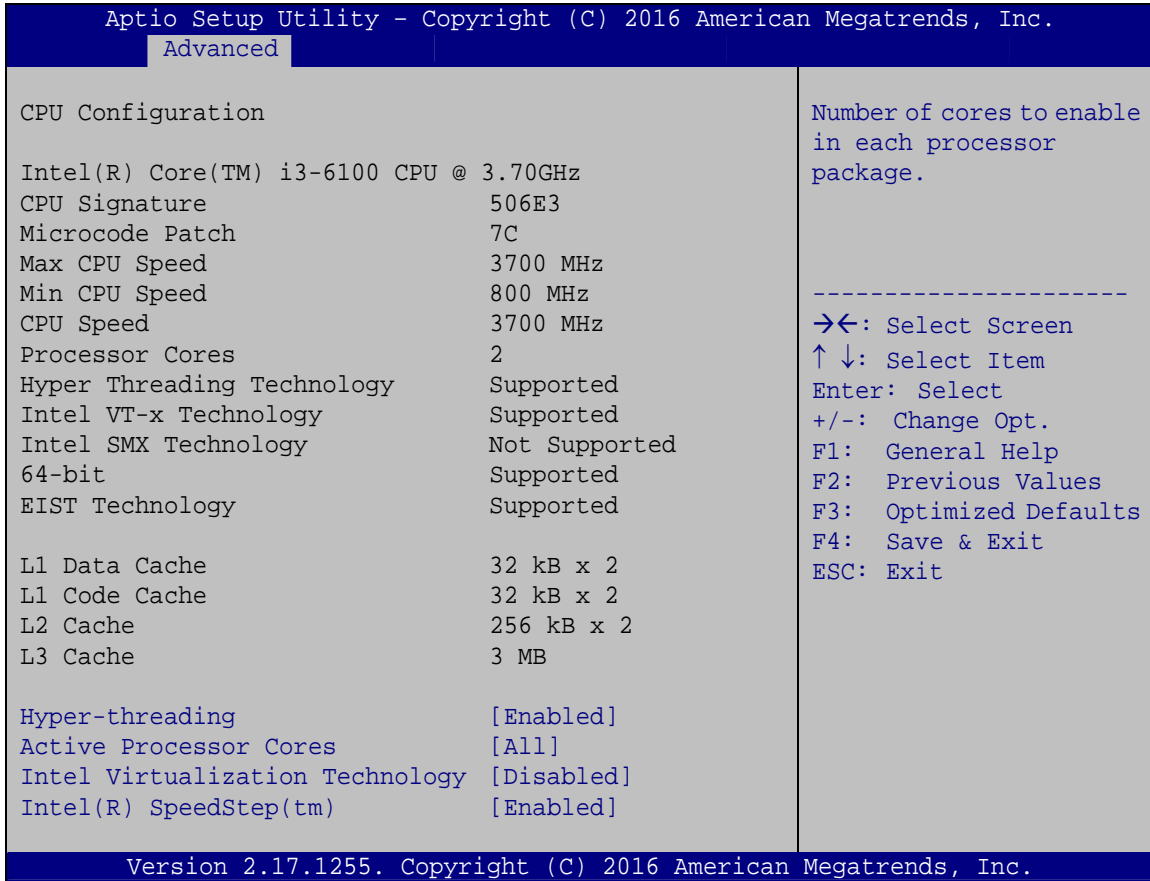 Aptio Setup Utility – Copyright (C) 2016 American Megatrends, Inc.
Advanced
CPU Configuration
Intel(R) Core(TM) i3-6100 CPU @ 3.70GHz
CPU Signature 506E3
Microcode Patch 7C
Max CPU Speed 3700 MHz
Min CPU Speed 800 MHz
CPU Speed 3700 MHz
Processor Cores 2
Hyper Threading Technology Supported
Intel VT-x Technology Supported
Intel SMX Technology Not Supported
64-bit Supported
EIST Technology Supported
L1 Data Cache 32 kB x 2
L1 Code Cache 32 kB x 2
L2 Cache 256 kB x 2
L3 Cache 3 MB
Hyper-threading [Enabled]
Active Processor Cores [All]
Intel Virtualization Technology [Disabled]
Intel(R) SpeedStep(tm) [Enabled]
Number of cores to enable
in each processor
package.
----------------------
→←: Select Screen
↑ ↓: Select Item
Enter: Select
+/-: Change Opt.
F1: General Help
F2: Previous Values
F3: Optimized Defaults
F4: Save & Exit
ESC: Exit
Version 2.17.1255. Copyright (C) 2016 American Megatrends, Inc.